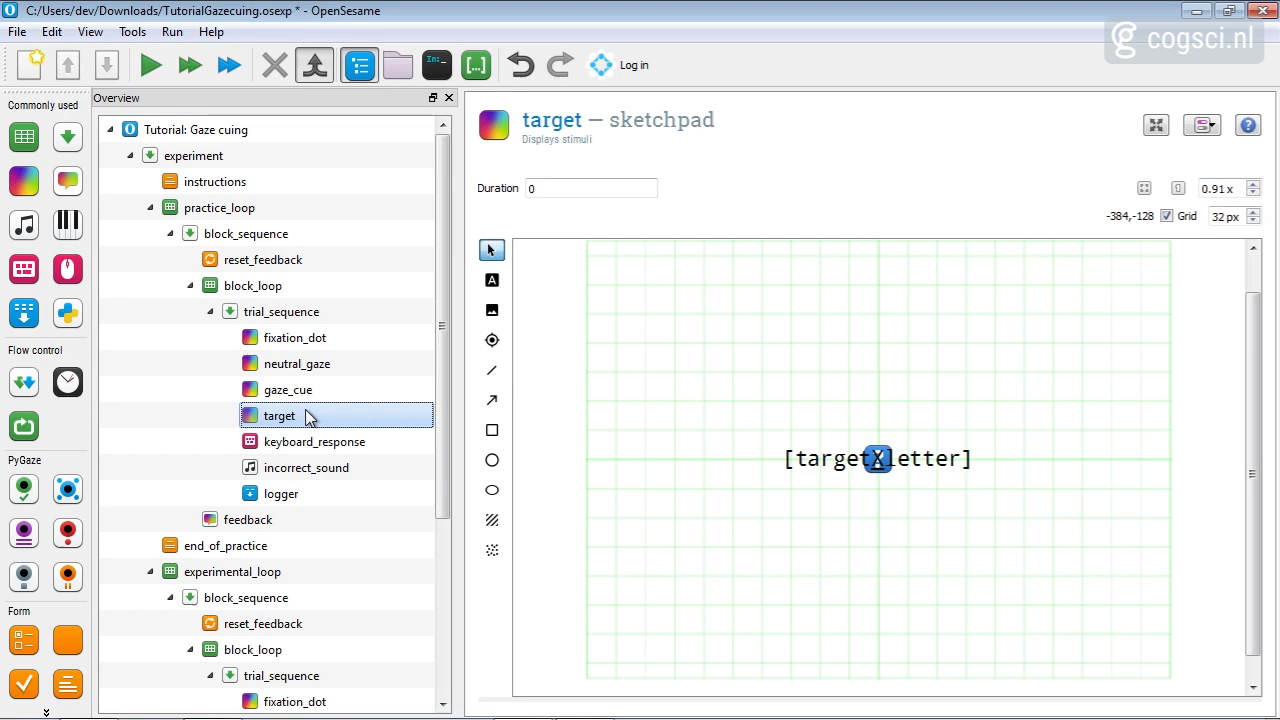 C:/Users/dev/Downloads/TutorialGazecuing.osexp * - OpenSesame
File Edit View Tools Run Help
cogsci.nl
In:_
[...]
Log in
Commonly used
Overview
Tutorial: Gaze cuing
experiment
instructions
practice_loop
block_sequence
reset_feedback
block_loop
trial_sequence
fixation_dot
neutral_gaze
gaze_cue
target
keyboard_response
incorrect_sound
logger
feedback
end_of_practice
experimental_loop
block_sequence
reset_feedback
block_loop
trial_sequence
fixation_dot
Flow control
PyGaze
Form
target — sketchpad
Displays stimuli
Duration 0
0.91 x
-384,-128 Grid 32 px
A
[target_letter]